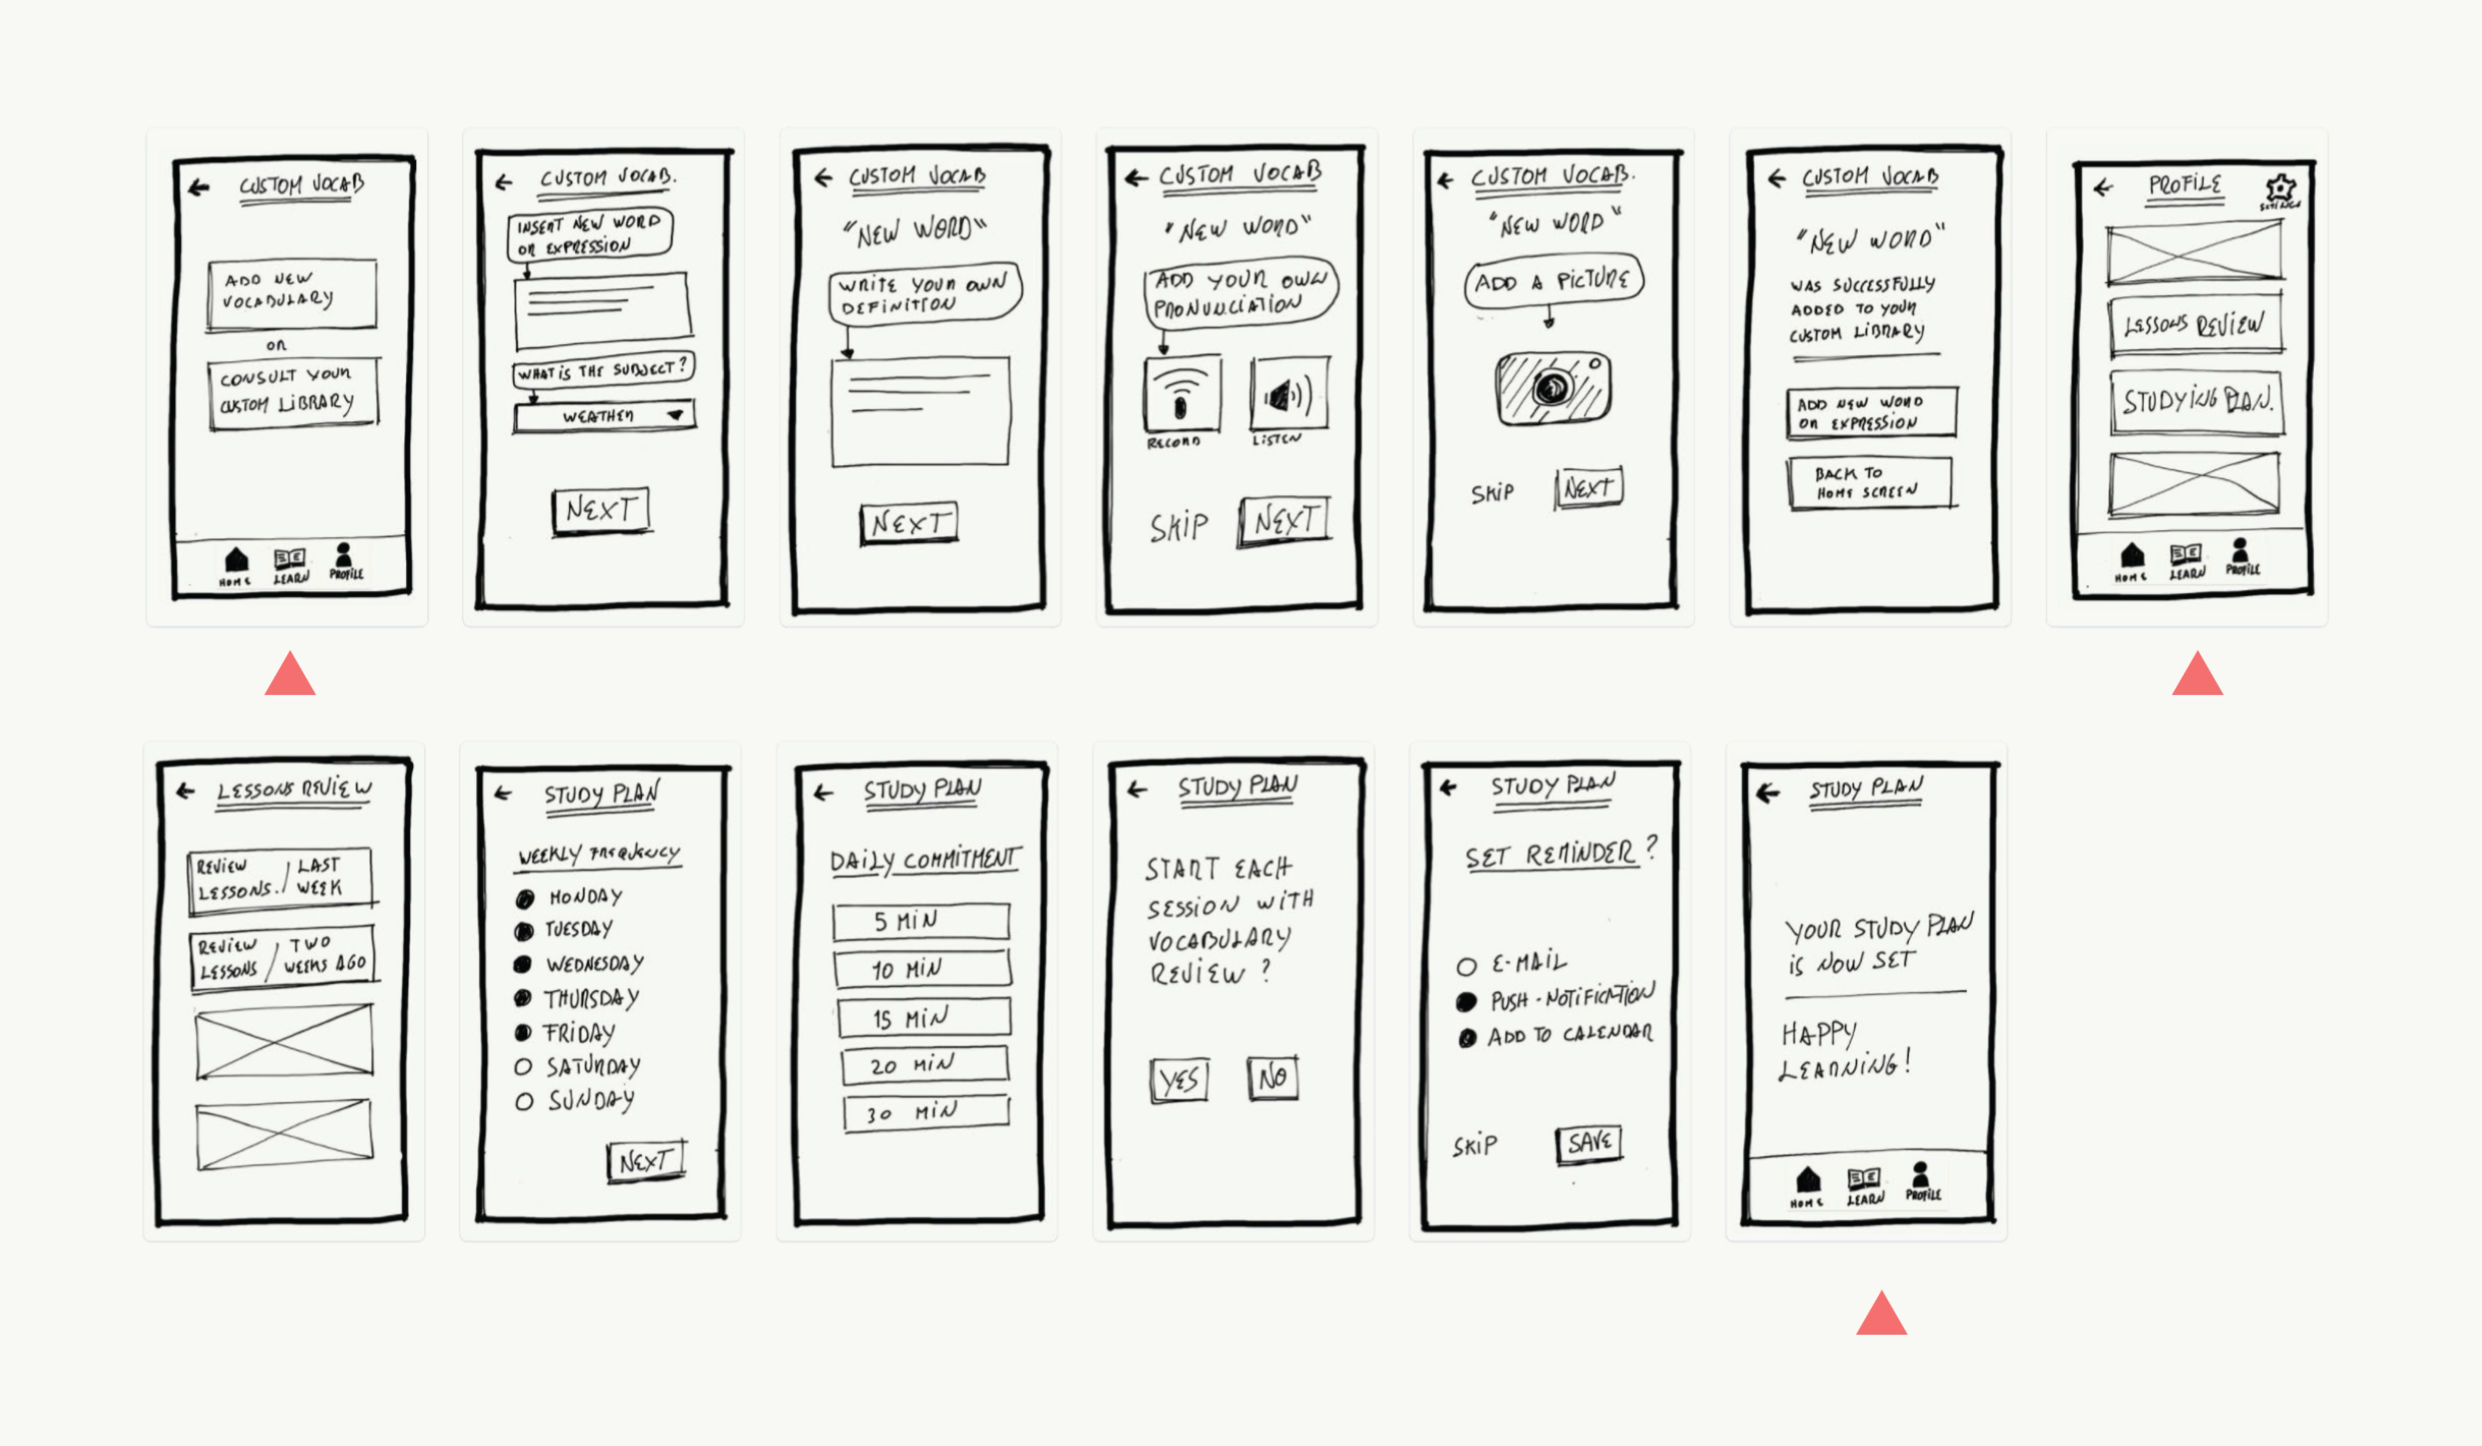 CUSTOM VOCAB
ADD NEW
VOCABULARY
OR
CONSULT YOUR
CUSTOM LIBRARY
HOME
LEARN
PROFILE
CUSTOM VOCAB.
INSERT NEW WORD
OR EXPRESSION
WHAT IS THE SUBJECT?
WEATHER
NEXT
CUSTOM VOCAB
"NEW WORD"
WRITE YOUR OWN
DEFINITION
NEXT
CUSTOM VOCAB
"NEW WORD"
ADD YOUR OWN
PRONUNCIATION
RECORD
LISTEN
SKIP
NEXT
CUSTOM VOCAB.
"NEW WORD"
ADD A PICTURE
SKIP
NEXT
CUSTOM VOCAB
"NEW WORD"
WAS SUCCESSFULLY
ADDED TO YOUR
CUSTOM LIBRARY
ADD NEW WORD
OR EXPRESSION
BACK TO
HOME SCREEN
PROFILE
SETTINGS
LESSONS REVIEW
STUDYING PLAN.
HOME
LEARN
PROFILE
LESSONS REVIEW
REVIEW / LAST
LESSONS. / WEEK
REVIEW / TWO
LESSONS / WEEKS AGO
STUDY PLAN
WEEKLY FREQUENCY
MONDAY
TUESDAY
WEDNESDAY
THURSDAY
FRIDAY
SATURDAY
SUNDAY
NEXT
STUDY PLAN
DAILY COMMITMENT
5 MIN
10 MIN
15 MIN
20 MIN
30 MIN
STUDY PLAN
START EACH
SESSION WITH
VOCABULARY
REVIEW?
YES
NO
STUDY PLAN
SET REMINDER?
E-MAIL
PUSH-NOTIFICATION
ADD TO CALENDAR
SKIP
SAVE
STUDY PLAN
YOUR STUDY PLAN
IS NOW SET
HAPPY
LEARNING!
HOME
LEARN
PROFILE